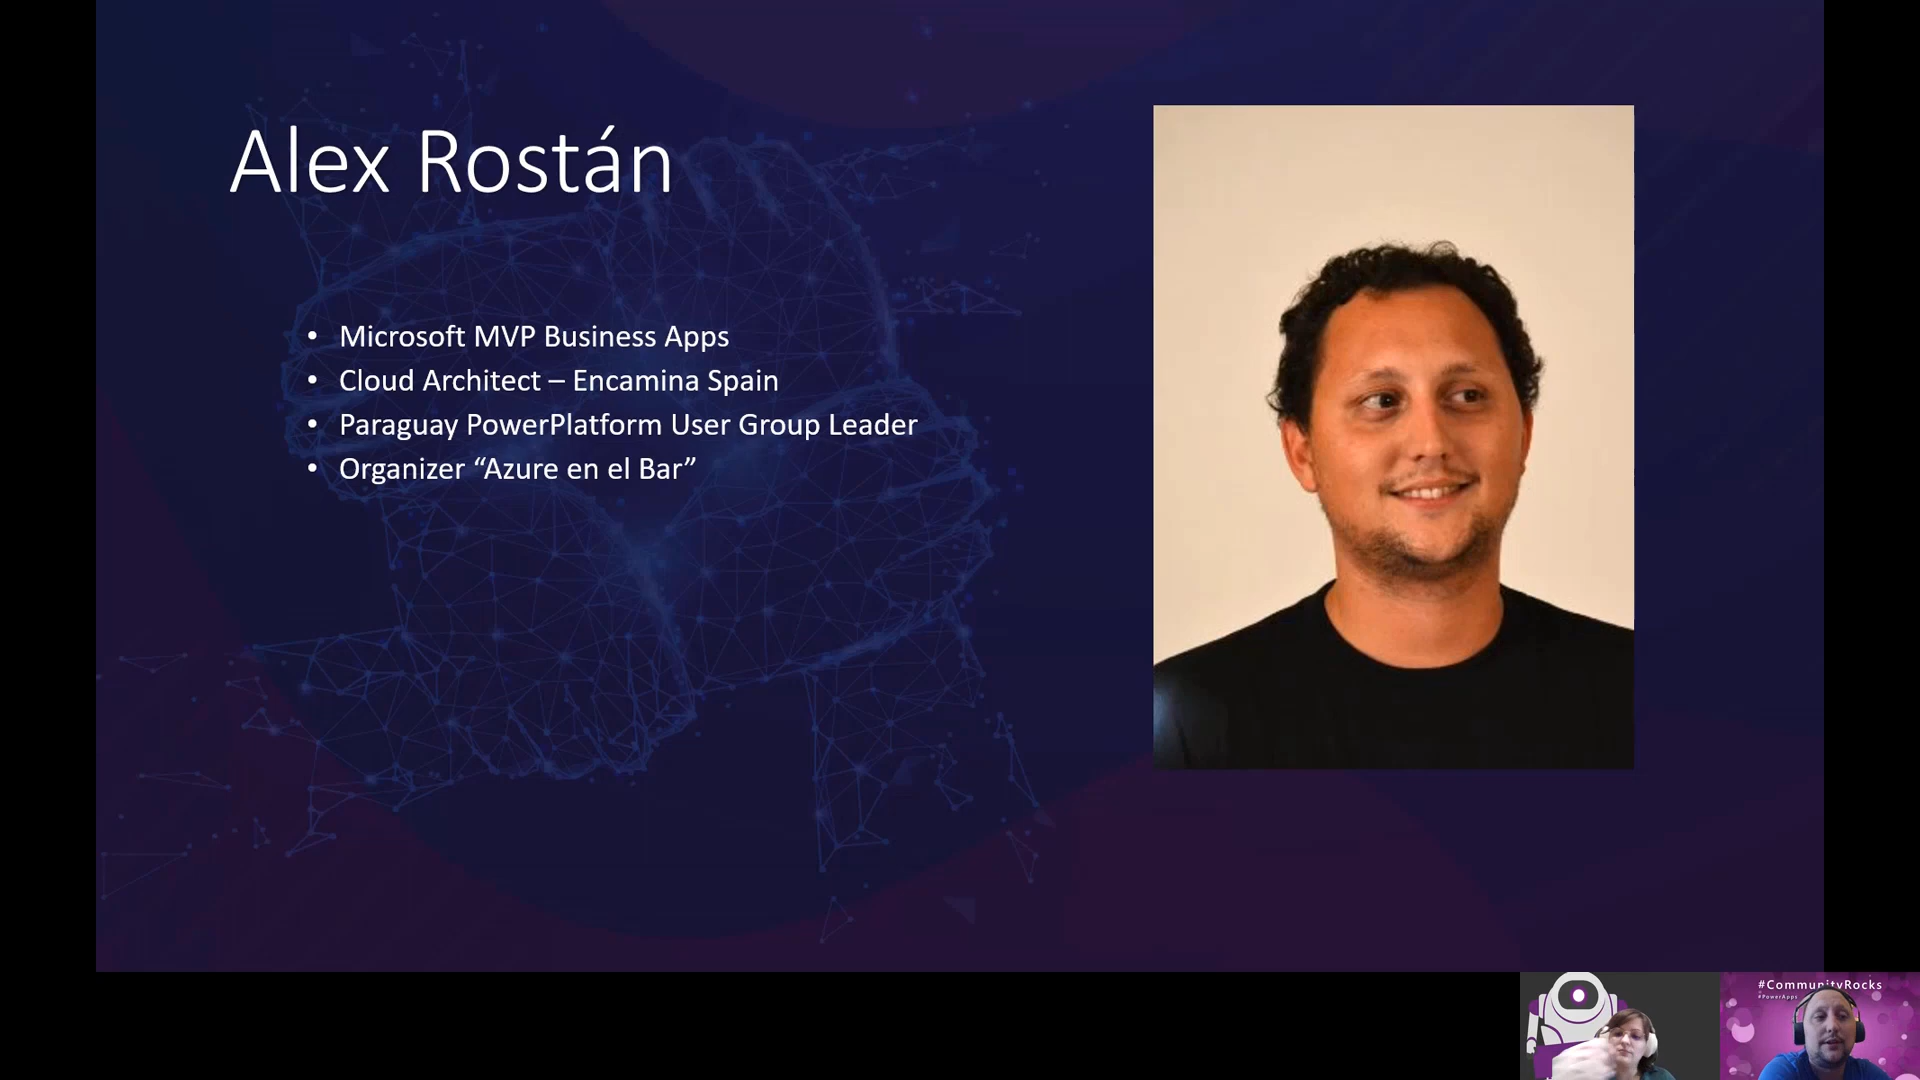 Alex Rostán
• Microsoft MVP Business Apps
• Cloud Architect – Encamina Spain
• Paraguay PowerPlatform User Group Leader
• Organizer “Azure en el Bar”
#CommunityRocks
#PowerApps